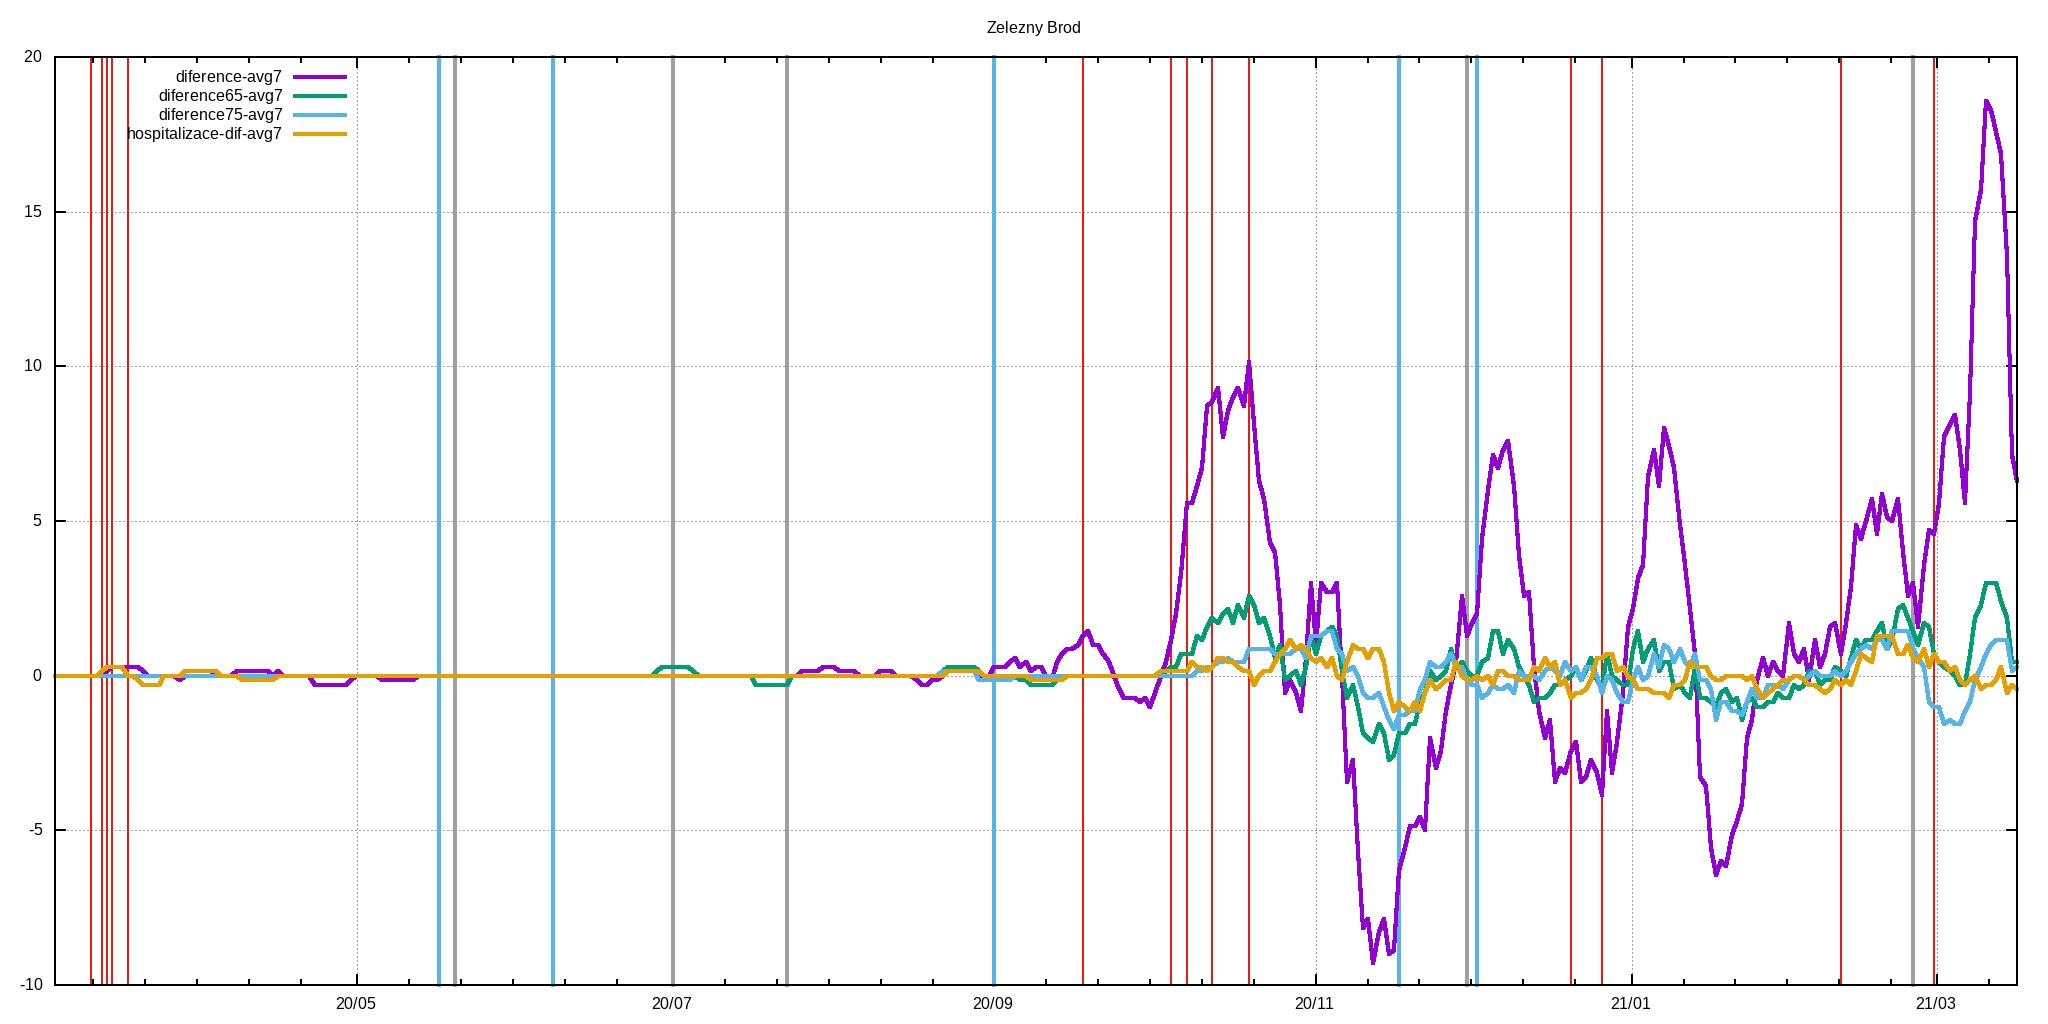 Zelezny Brod
20
diference-avg7
diference65-avg7
diference75-avg7
hospitalizace-dif-avg7
15
10
5
0
-5
-10
20/05 20/07 20/09 20/11 21/01 21/03